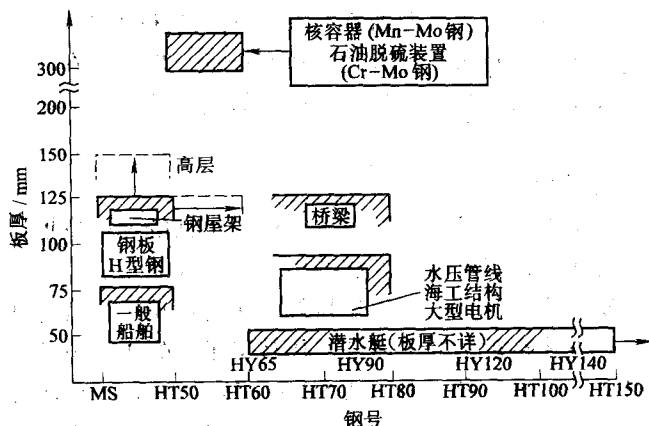 核容器(Mn-Mo钢)
石油脱硫装置
(Cr-Mo钢)
300
200
150
125
100
75
50
板厚/mm
高层
钢屋架
钢板
H型钢
一般
船舶
桥梁
水压管线
海工结构
大型电机
潜水艇(板厚不详)
HY65 HY90 HY120 HY140
MS HT50 HT60 HT70 HT80 HT90 HT100 HT150
钢号